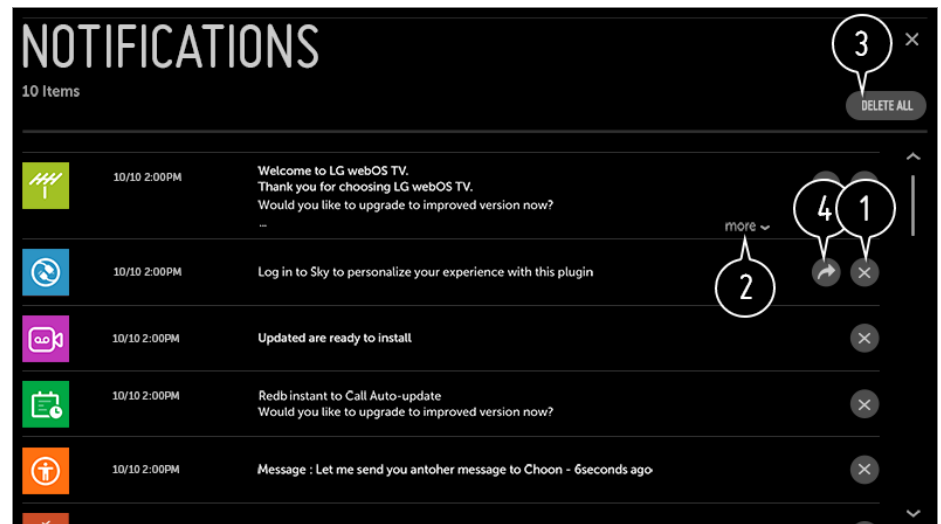 NOTIFICATIONS
3
10 Items
DELETE ALL
10/10 2:00PM
Welcome to LG webOS TV.
Thank you for choosing LG webOS TV.
Would you like to upgrade to improved version now?
...
more
4
1
10/10 2:00PM
Log in to Sky to personalize your experience with this plugin
2
10/10 2:00PM
Updated are ready to install
10/10 2:00PM
Redb instant to Call Auto-update
Would you like to upgrade to improved version now?
10/10 2:00PM
Message : Let me send you antoher message to Choon - 6seconds ago